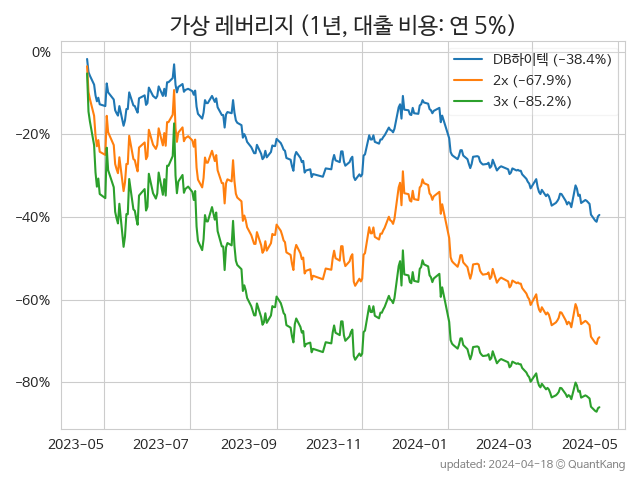 가상 레버리지 (1년, 대출 비용: 연 5%)
0%
−20%
−40%
−60%
−80%
DB하이텍 (−38.4%)
2x (−67.9%)
3x (−85.2%)
2023-05 2023-07 2023-09 2023-11 2024-01 2024-03 2024-05
updated: 2024-04-18 © QuantKang